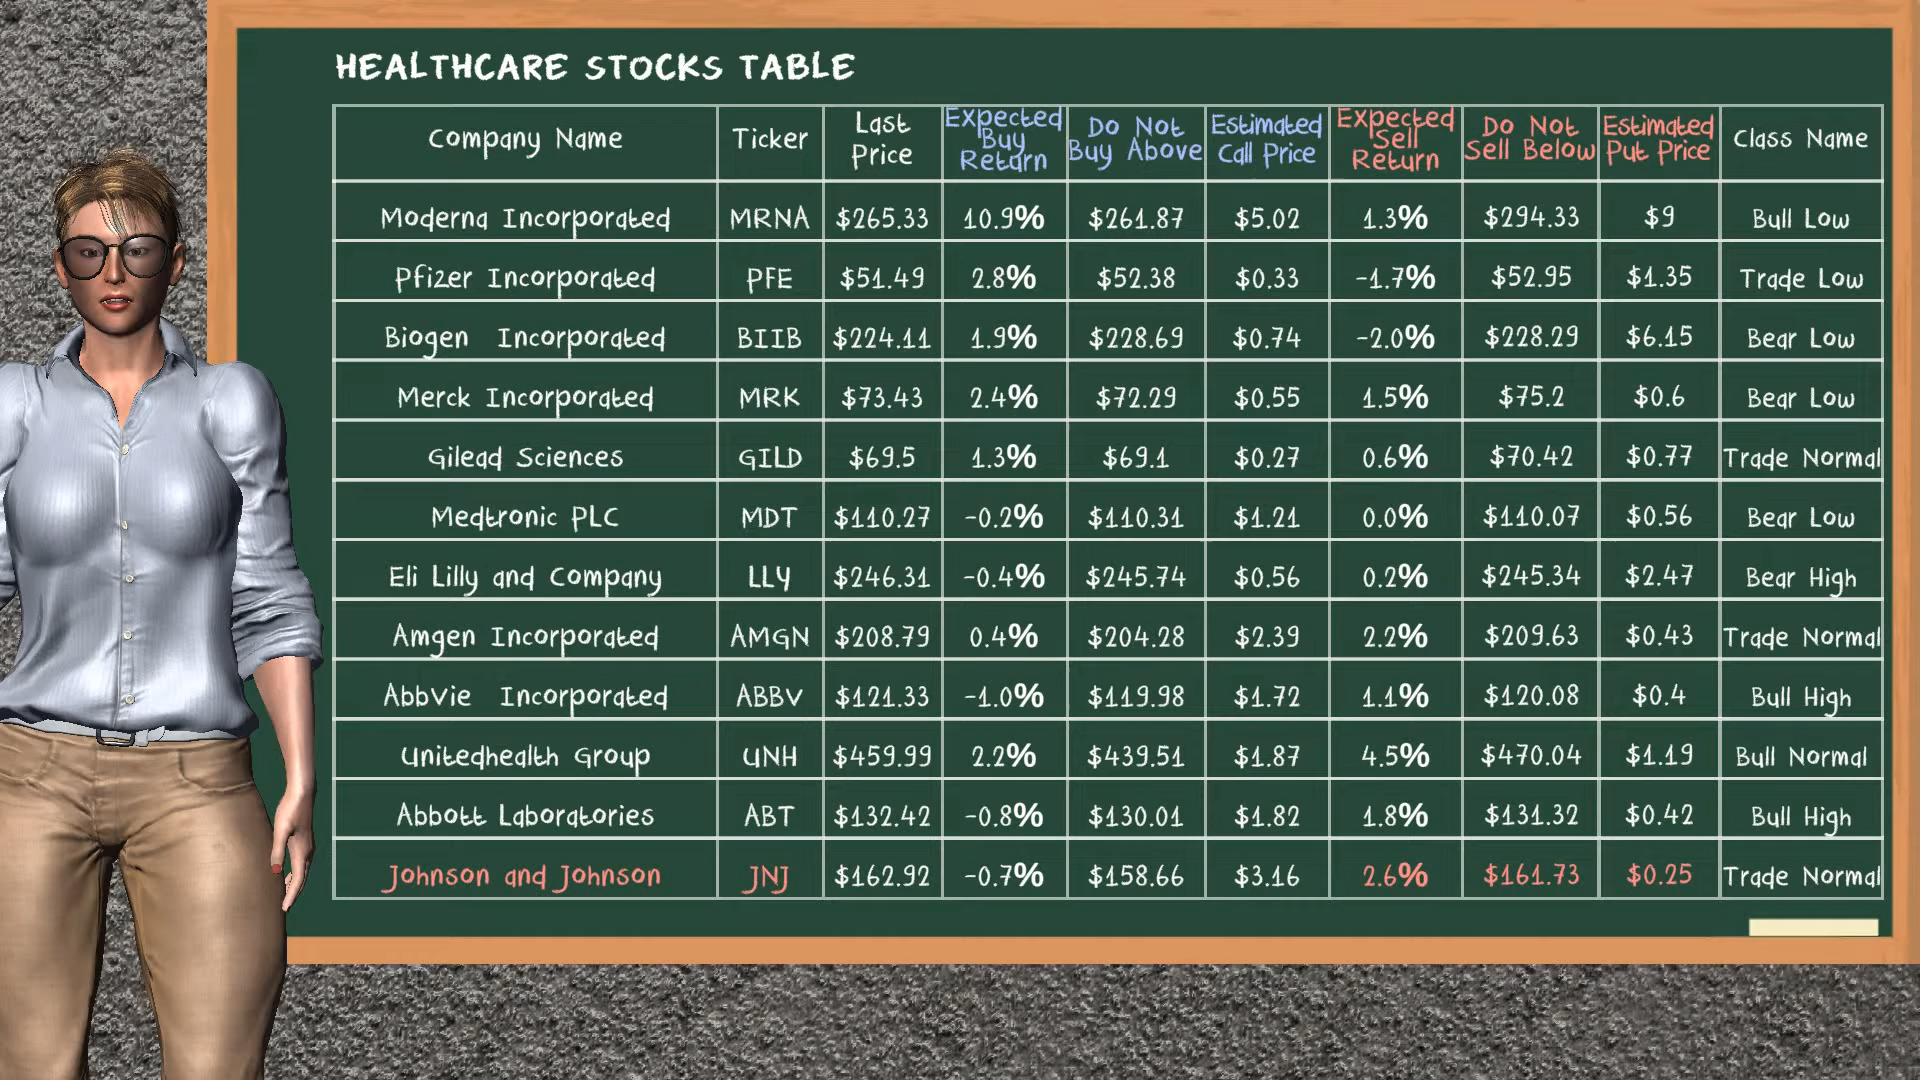 HEALTHCARE STOCKS TABLE
Company Name Ticker Last Price Expected Buy Return Do Not Buy Above Estimated Call Price Expected Sell Return Do Not Sell Below Estimated Put Price Class Name
Moderna Incorporated MRNA $265.33 10.9% $261.87 $5.02 1.3% $294.33 $9 Bull Low
Pfizer Incorporated PFE $51.49 2.8% $52.38 $0.33 -1.7% $52.95 $1.35 Trade Low
Biogen Incorporated BIIB $224.11 1.9% $228.69 $0.74 -2.0% $228.29 $6.15 Bear Low
Merck Incorporated MRK $73.43 2.4% $72.29 $0.55 1.5% $75.2 $0.6 Bear Low
Gilead Sciences GILD $69.5 1.3% $69.1 $0.27 0.6% $70.42 $0.77 Trade Normal
Medtronic PLC MDT $110.27 -0.2% $110.31 $1.21 0.0% $110.07 $0.56 Bear Low
Eli Lilly and Company LLY $246.31 -0.4% $245.74 $0.56 0.2% $245.34 $2.47 Bear High
Amgen Incorporated AMGN $208.79 0.4% $204.28 $2.39 2.2% $209.63 $0.43 Trade Normal
AbbVie Incorporated ABBV $121.33 -1.0% $119.98 $1.72 1.1% $120.08 $0.4 Bull High
Unitedhealth Group UNH $459.99 2.2% $439.51 $1.87 4.5% $470.04 $1.19 Bull Normal
Abbott Laboratories ABT $132.42 -0.8% $130.01 $1.82 1.8% $131.32 $0.42 Bull High
Johnson and Johnson JNJ $162.92 -0.7% $158.66 $3.16 2.6% $161.73 $0.25 Trade Normal